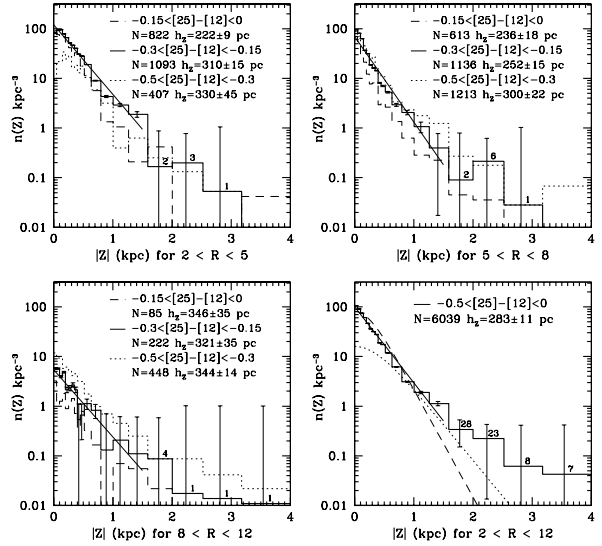 −0.15<[25]−[12]<0
N=822 h_z=222±9 pc
−0.3<[25]−[12]<−0.15
N=1093 h_z=310±15 pc
−0.5<[25]−[12]<−0.3
N=407 h_z=330±45 pc
100
10
1
0.1
0.01
n(Z) kpc⁻³
2
3
1
0 1 2 3 4
|Z| (kpc) for 2 < R < 5
−0.15<[25]−[12]<0
N=613 h_z=236±18 pc
−0.3<[25]−[12]<−0.15
N=1136 h_z=252±15 pc
−0.5<[25]−[12]<−0.3
N=1213 h_z=300±22 pc
100
10
1
0.1
0.01
n(Z) kpc⁻³
2
6
1
0 1 2 3 4
|Z| (kpc) for 5 < R < 8
−0.15<[25]−[12]<0
N=85 h_z=346±35 pc
−0.3<[25]−[12]<−0.15
N=222 h_z=321±35 pc
−0.5<[25]−[12]<−0.3
N=448 h_z=344±14 pc
100
10
1
0.1
0.01
n(Z) kpc⁻³
4
1
1
1
0 1 2 3 4
|Z| (kpc) for 8 < R < 12
−0.5<[25]−[12]<0
N=6039 h_z=283±11 pc
100
10
1
0.1
0.01
n(Z) kpc⁻³
28
23
8
7
0 1 2 3 4
|Z| (kpc) for 2 < R < 12